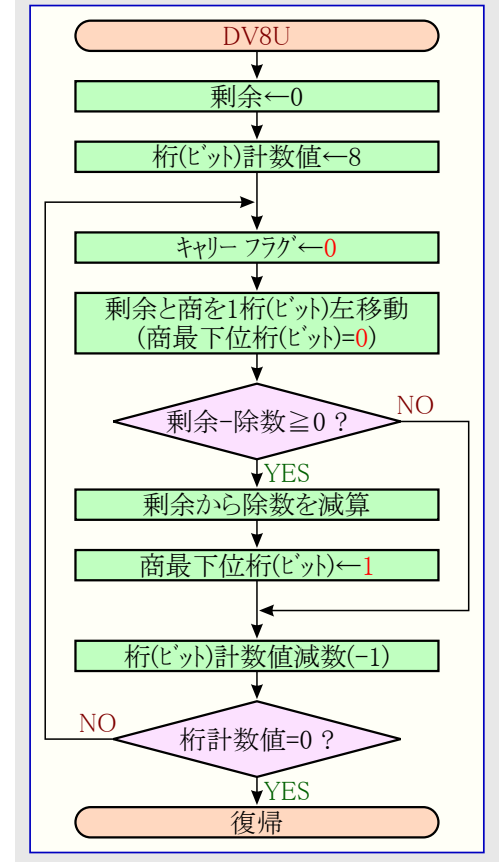 DV8U
剰余←0
桁(ﾋﾞｯﾄ)計数値←8
ｷｬﾘｰ ﾌﾗｸﾞ←0
剰余と商を1桁(ﾋﾞｯﾄ)左移動
(商最下位桁(ﾋﾞｯﾄ)=0)
剰余-除数≧0 ?
NO
YES
剰余から除数を減算
商最下位桁(ﾋﾞｯﾄ)←1
桁(ﾋﾞｯﾄ)計数値減数(-1)
NO
桁計数値=0 ?
YES
復帰